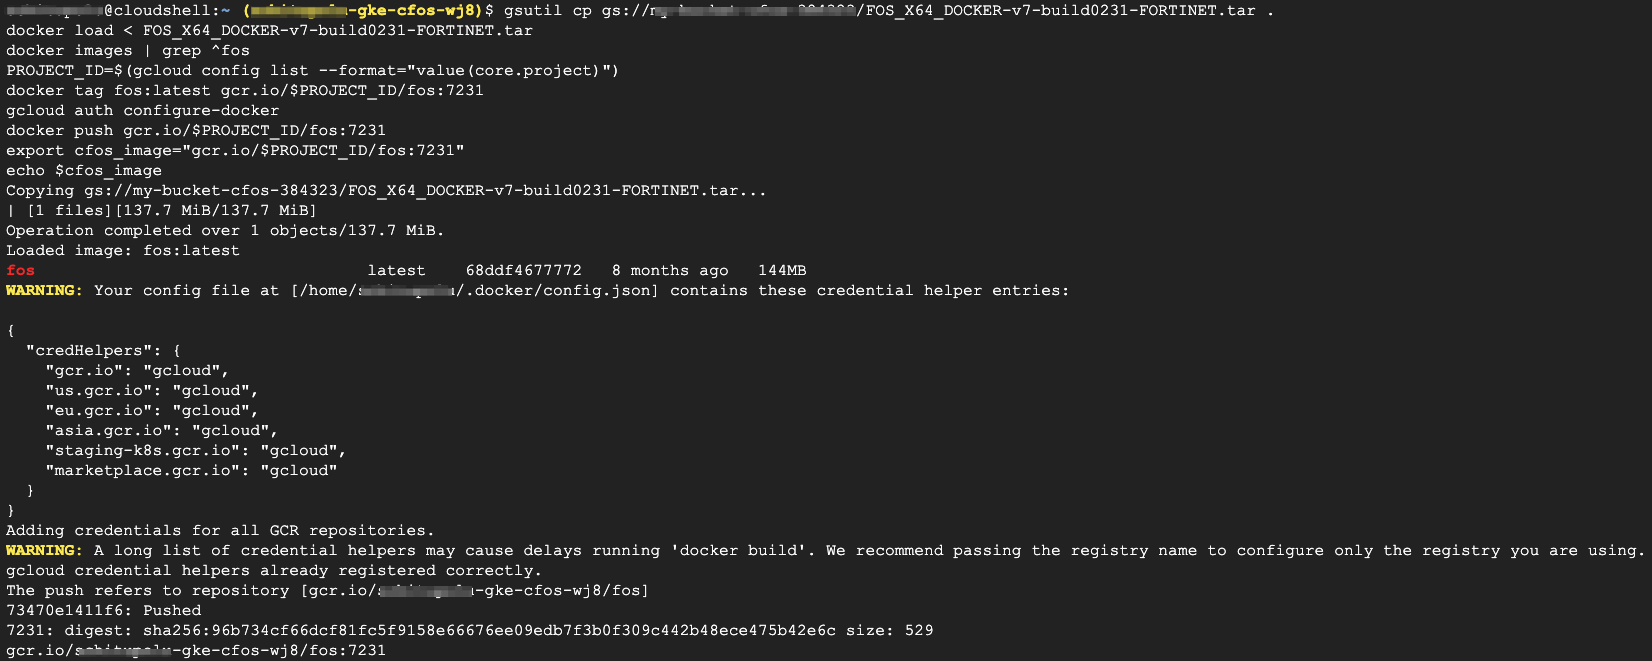 @cloudshell:~ (-gke-cfos-wj8)$ gsutil cp gs:///FOS_X64_DOCKER-v7-build0231-FORTINET.tar .
docker load < FOS_X64_DOCKER-v7-build0231-FORTINET.tar
docker images | grep ^fos
PROJECT_ID=$(gcloud config list --format="value(core.project)")
docker tag fos:latest gcr.io/$PROJECT_ID/fos:7231
gcloud auth configure-docker
docker push gcr.io/$PROJECT_ID/fos:7231
export cfos_image="gcr.io/$PROJECT_ID/fos:7231"
echo $cfos_image
Copying gs://my-bucket-cfos-384323/FOS_X64_DOCKER-v7-build0231-FORTINET.tar...
| [1 files][137.7 MiB/137.7 MiB]
Operation completed over 1 objects/137.7 MiB.
Loaded image: fos:latest
fos latest 68ddf4677772 8 months ago 144MB
WARNING: Your config file at [/home//.docker/config.json] contains these credential helper entries:
{
"credHelpers": {
"gcr.io": "gcloud",
"us.gcr.io": "gcloud",
"eu.gcr.io": "gcloud",
"asia.gcr.io": "gcloud",
"staging-k8s.gcr.io": "gcloud",
"marketplace.gcr.io": "gcloud"
}
}
Adding credentials for all GCR repositories.
WARNING: A long list of credential helpers may cause delays running 'docker build'. We recommend passing the registry name to configure only the registry you are using.
gcloud credential helpers already registered correctly.
The push refers to repository [gcr.io/-gke-cfos-wj8/fos]
73470e1411f6: Pushed
7231: digest: sha256:96b734cf66dcf81fc5f9158e66676ee09edb7f3b0f309c442b48ece475b42e6c size: 529
gcr.io/-gke-cfos-wj8/fos:7231